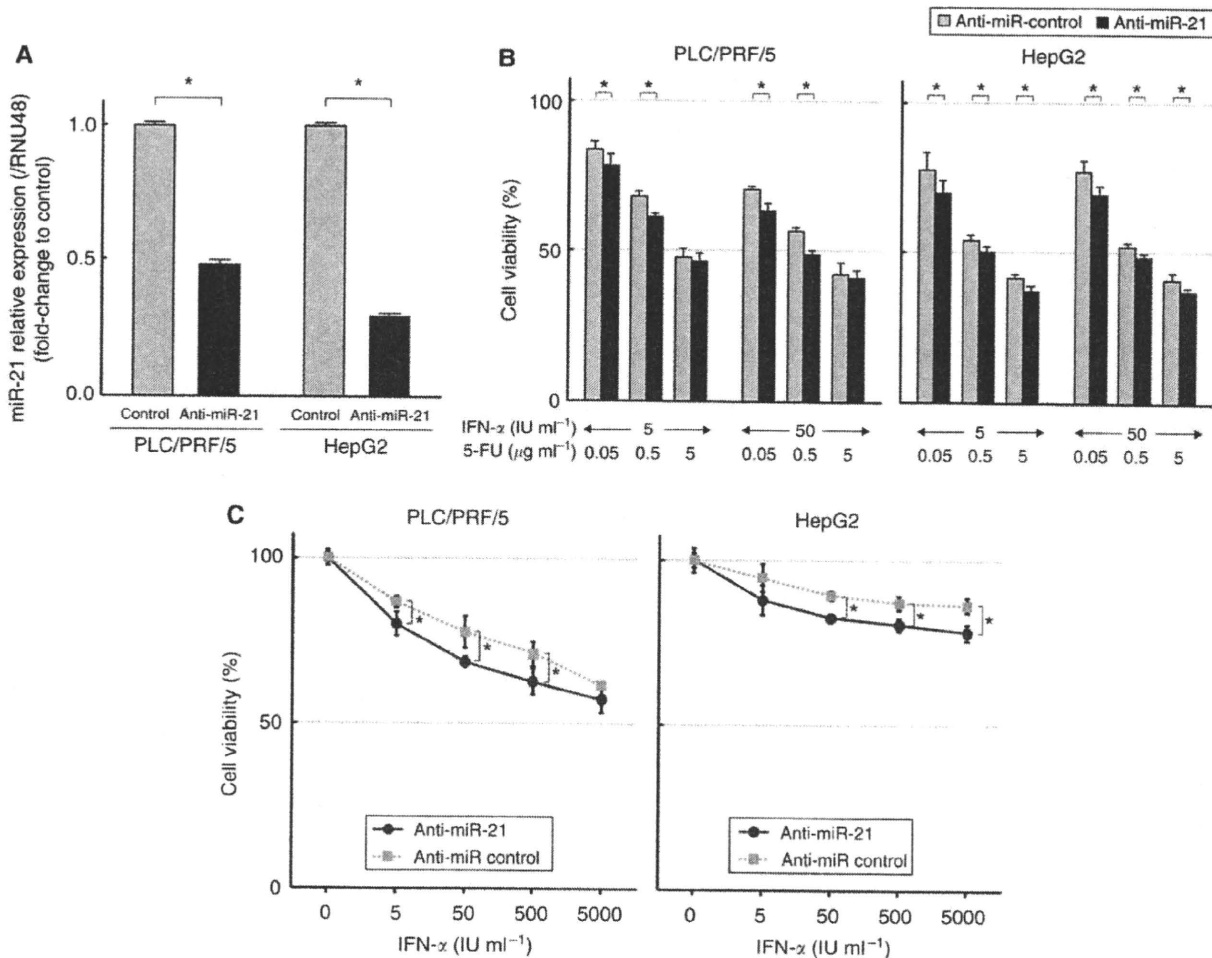 Anti-miR-control Anti-miR-21
A
miR-21 relative expression (/RNU48)
(fold-change to control)
1.0
0.5
0.0
*
*
Control Anti-miR-21 Control Anti-miR-21
PLC/PRF/5 HepG2
B
PLC/PRF/5 HepG2
Cell viability (%)
100
50
0
* * * * * * * * * *
IFN-α (IU ml⁻¹) 5 50 5 50
5-FU (μg ml⁻¹) 0.05 0.5 5 0.05 0.5 5 0.05 0.5 5 0.05 0.5 5
C
PLC/PRF/5 HepG2
Cell viability (%)
100
50
0
* * * * * *
Anti-miR-21 Anti-miR-21
Anti-miR control Anti-miR control
0 5 50 500 5000 0 5 50 500 5000
IFN-α (IU ml⁻¹) IFN-α (IU ml⁻¹)